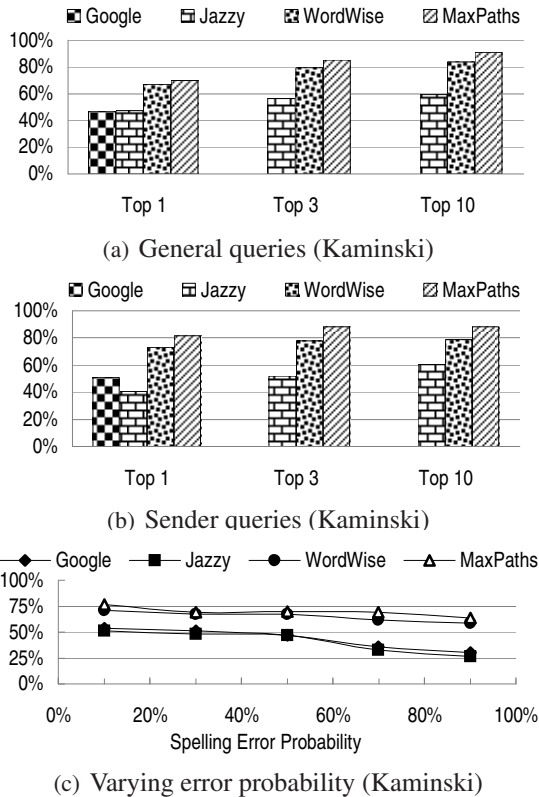 Google Jazzy WordWise MaxPaths
100%
80%
60%
40%
20%
0%
Top 1 Top 3 Top 10
(a) General queries (Kaminski)
Google Jazzy WordWise MaxPaths
100%
80%
60%
40%
20%
0%
Top 1 Top 3 Top 10
(b) Sender queries (Kaminski)
Google Jazzy WordWise MaxPaths
100%
75%
50%
25%
0%
0% 20% 40% 60% 80% 100%
Spelling Error Probability
(c) Varying error probability (Kaminski)